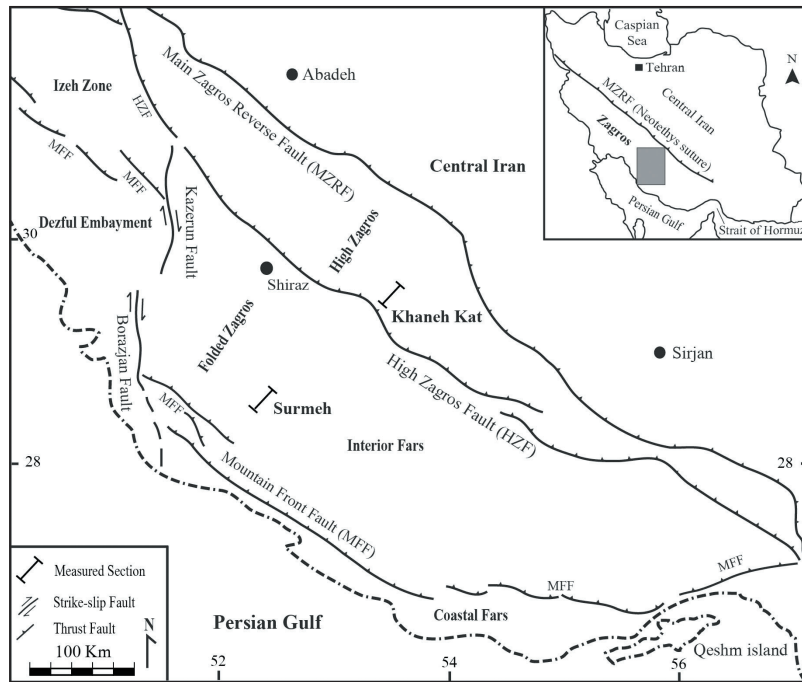 Caspian
Sea
Tehran
N
MZRF (Neotethys suture)
Central Iran
Zagros
Persian Gulf
Strait of Hormuz
Izeh Zone
HZF
Main Zagros Reverse Fault (MZRF)
Abadeh
MFF
MFF
Central Iran
Kazerun Fault
Dezful Embayment
30
High Zagros
Shiraz
Khaneh Kat
Folded Zagros
Borazjan Fault
Sirjan
High Zagros Fault (HZF)
MFF
Surmeh
Interior Fars
28
28
Mountain Front Fault (MFF)
MFF
MFF
Coastal Fars
Persian Gulf
Qeshm island
Measured Section
Strike-slip Fault
Thrust Fault
N
100 Km
52
54
56